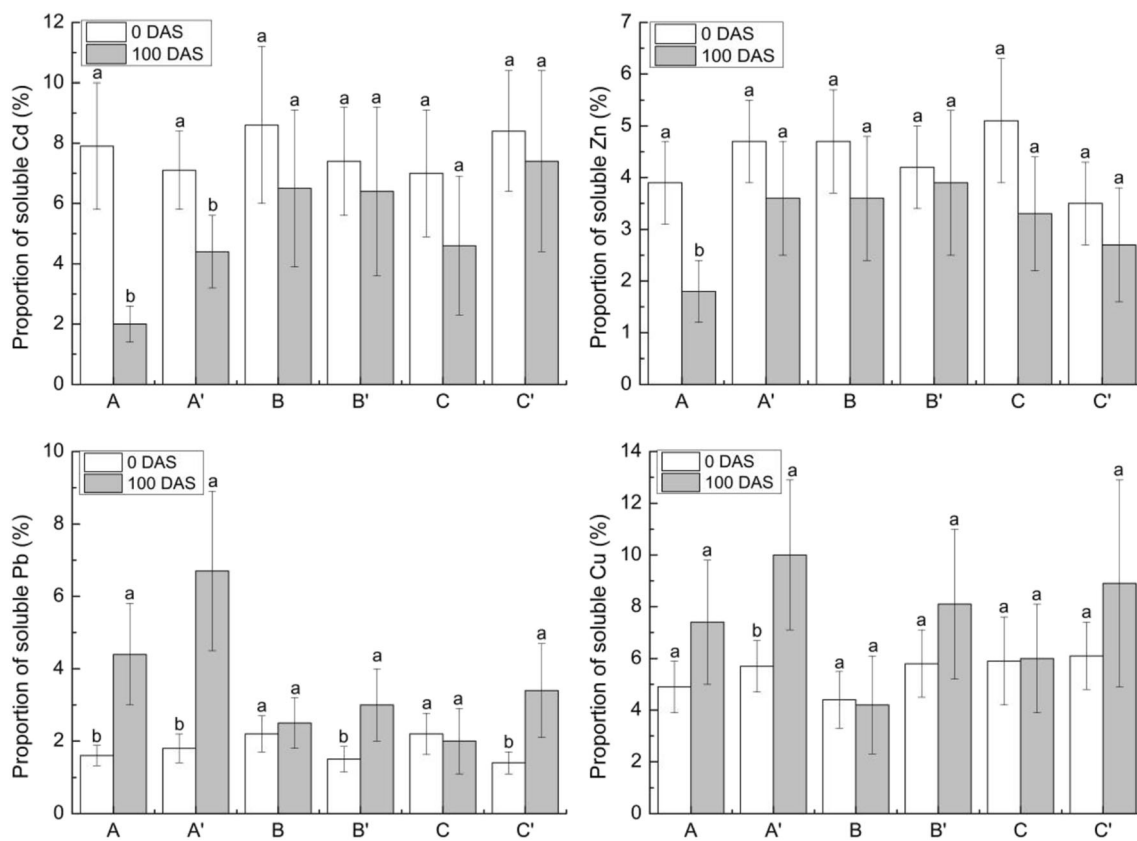 Proportion of soluble Cd (%)
12
10
8
6
4
2
0
0 DAS
100 DAS
a
b
a
b
a
a
a
a
a
a
a
a
A
A'
B
B'
C
C'
Proportion of soluble Zn (%)
7
6
5
4
3
2
1
0
0 DAS
100 DAS
a
b
a
a
a
a
a
a
a
a
a
a
A
A'
B
B'
C
C'
Proportion of soluble Pb (%)
10
8
6
4
2
0
0 DAS
100 DAS
b
a
b
a
a
a
b
a
a
a
b
a
A
A'
B
B'
C
C'
Proportion of soluble Cu (%)
14
12
10
8
6
4
2
0
0 DAS
100 DAS
a
a
b
a
a
a
a
a
a
a
a
a
A
A'
B
B'
C
C'